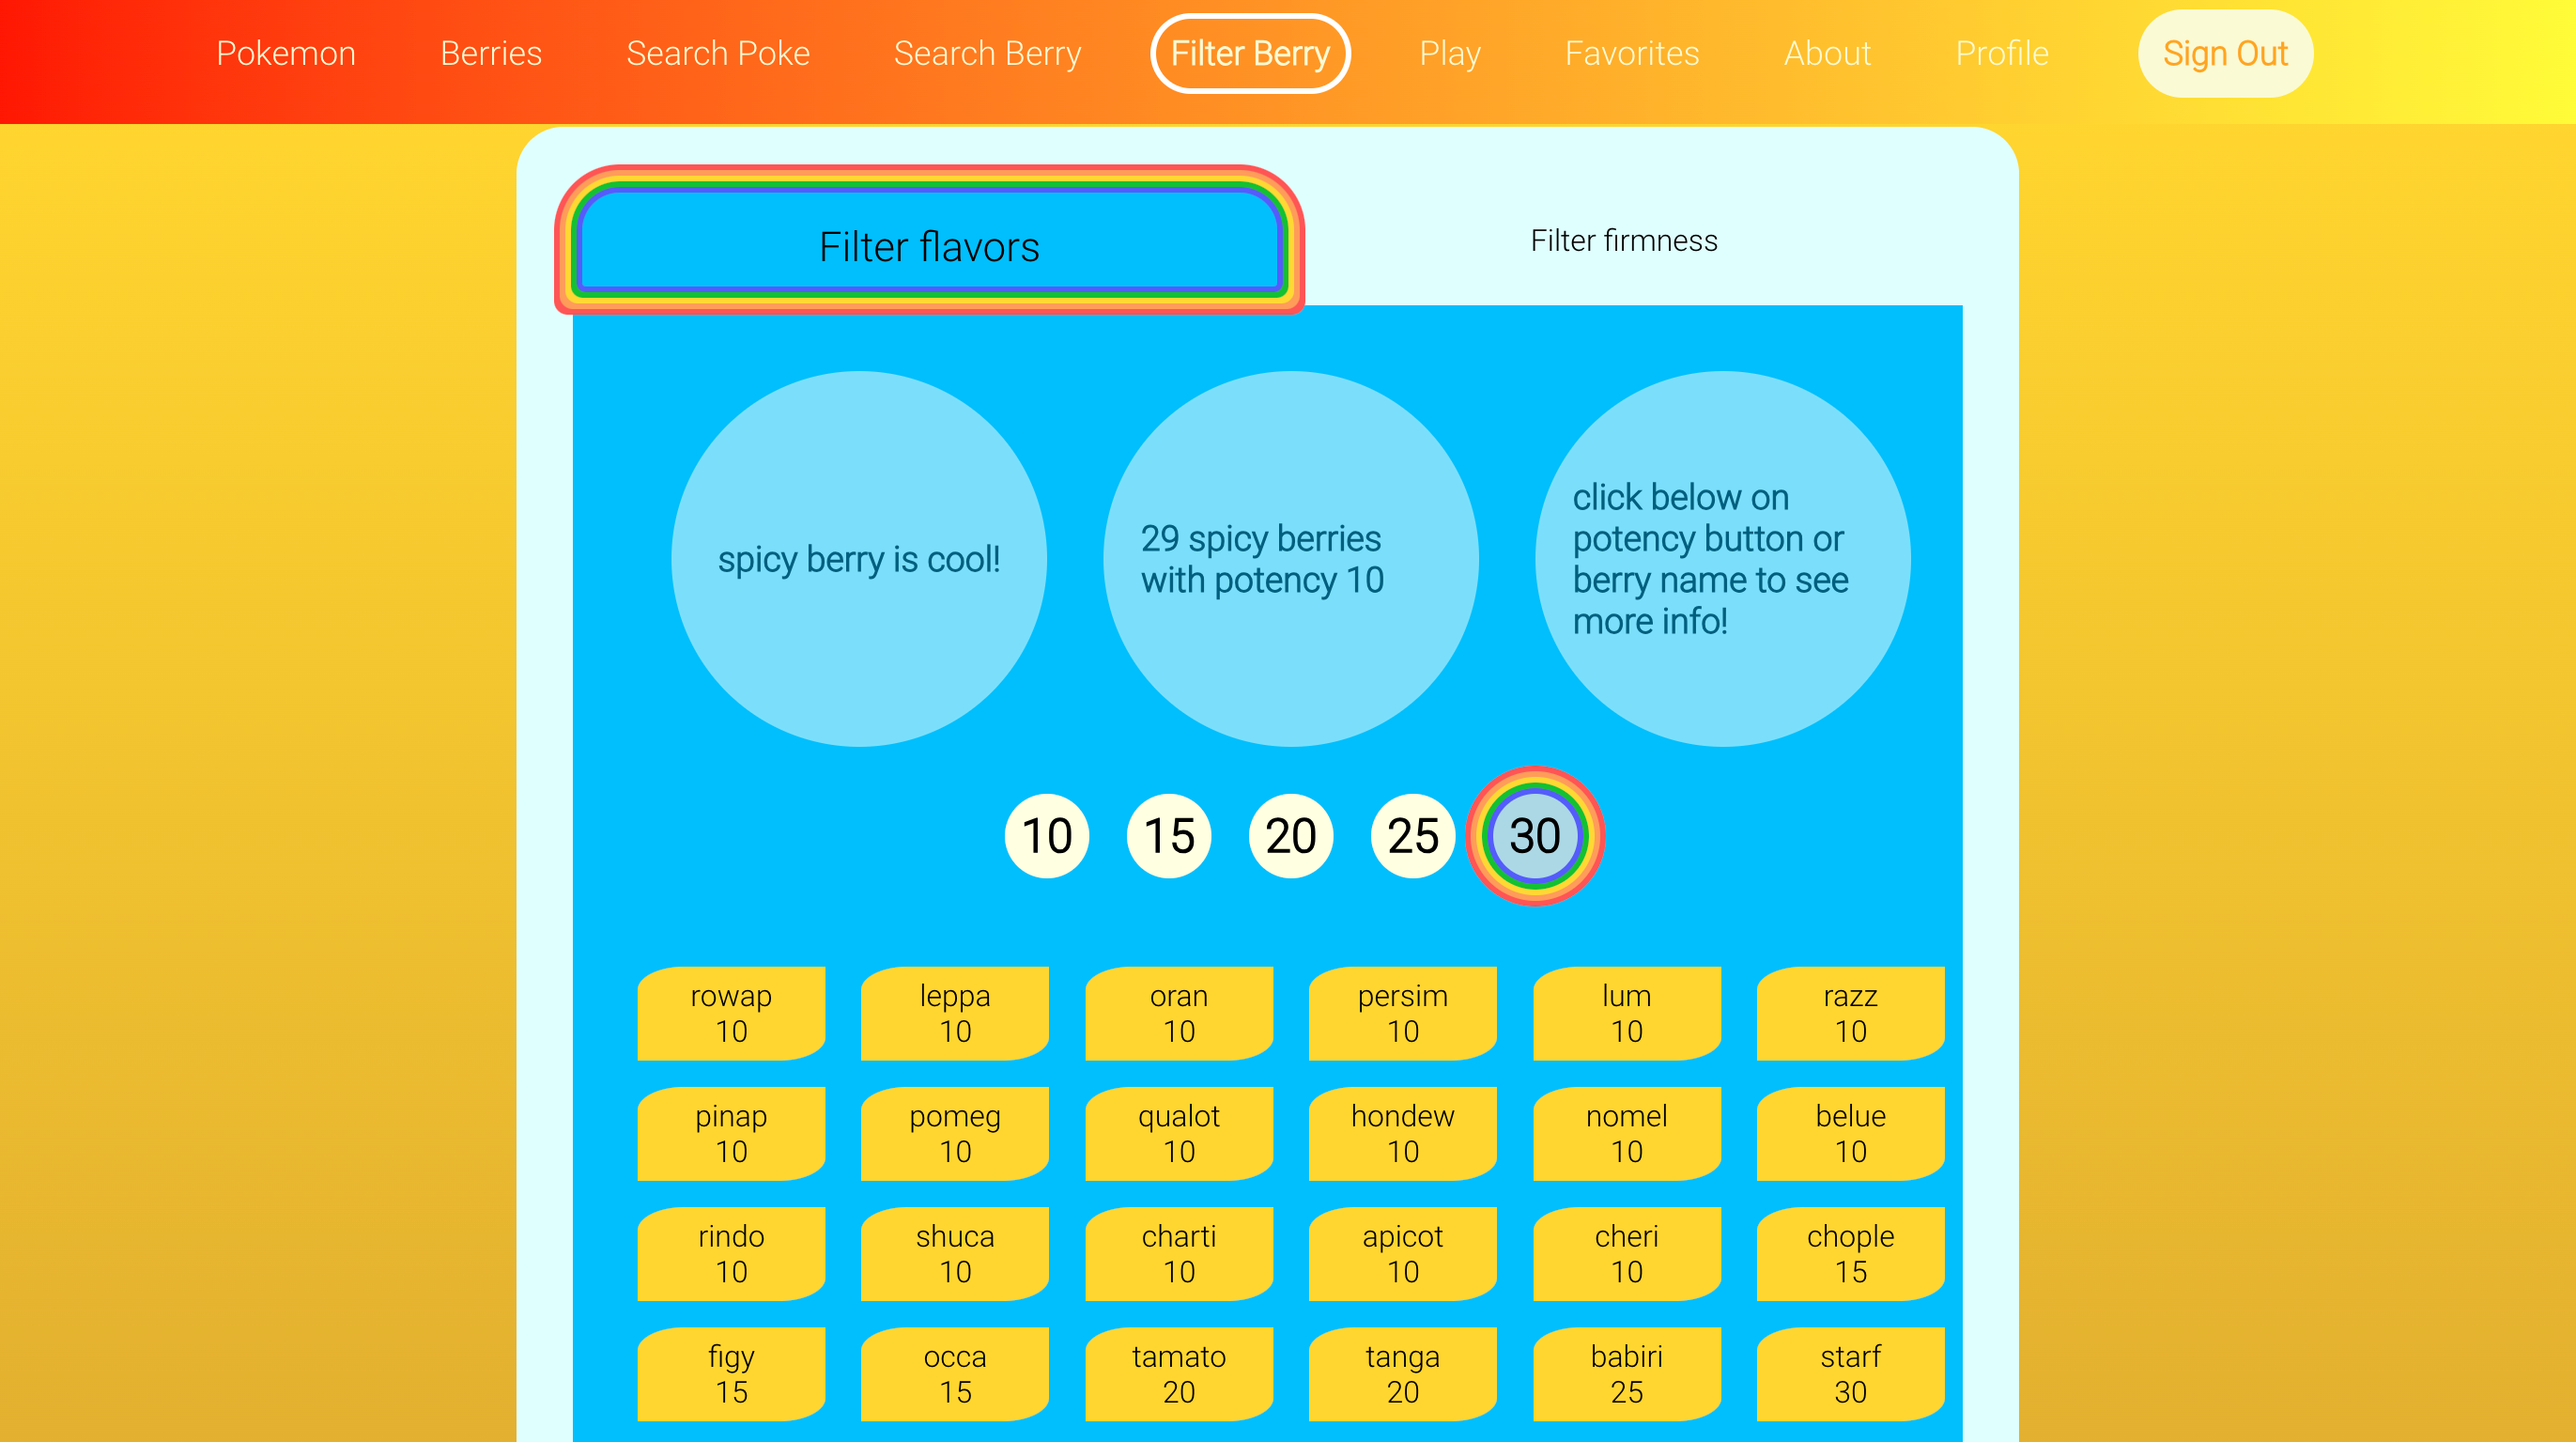 Pokemon Berries Search Poke Search Berry Filter Berry Play Favorites About Profile Sign Out
Filter flavors
Filter firmness
spicy berry is cool!
29 spicy berries
with potency 10
click below on
potency button or
berry name to see
more info!
10 15 20 25 30
rowap leppa oran persim lum razz
10 10 10 10 10 10
pinap pomeg qualot hondew nomel belue
10 10 10 10 10 10
rindo shuca charti apicot cheri chople
10 10 10 10 10 15
figy occa tamato tanga babiri starf
15 15 20 20 25 30